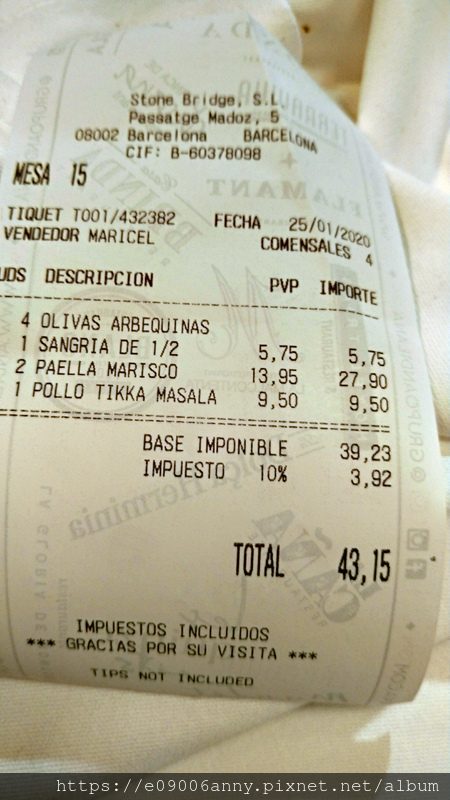 Stone Bridge, S.L
Passatge Madoz, 5
08002 Barcelona BARCELONA
CIF: B-60378098
MESA 15
TIQUET T001/432382 FECHA 25/01/2020
VENDEDOR MARICEL COMENSALES 4
UDS DESCRIPCION PVP IMPORTE
4 OLIVAS ARBEQUINAS
1 SANGRIA DE 1/2 5,75 5,75
2 PAELLA MARISCO 13,95 27,90
1 POLLO TIKKA MASALA 9,50 9,50
BASE IMPONIBLE 39,23
IMPUESTO 10% 3,92
TOTAL 43,15
IMPUESTOS INCLUIDOS
*** GRACIAS POR SU VISITA ***
TIPS NOT INCLUDED
https://e09006anny.pixnet.net/album